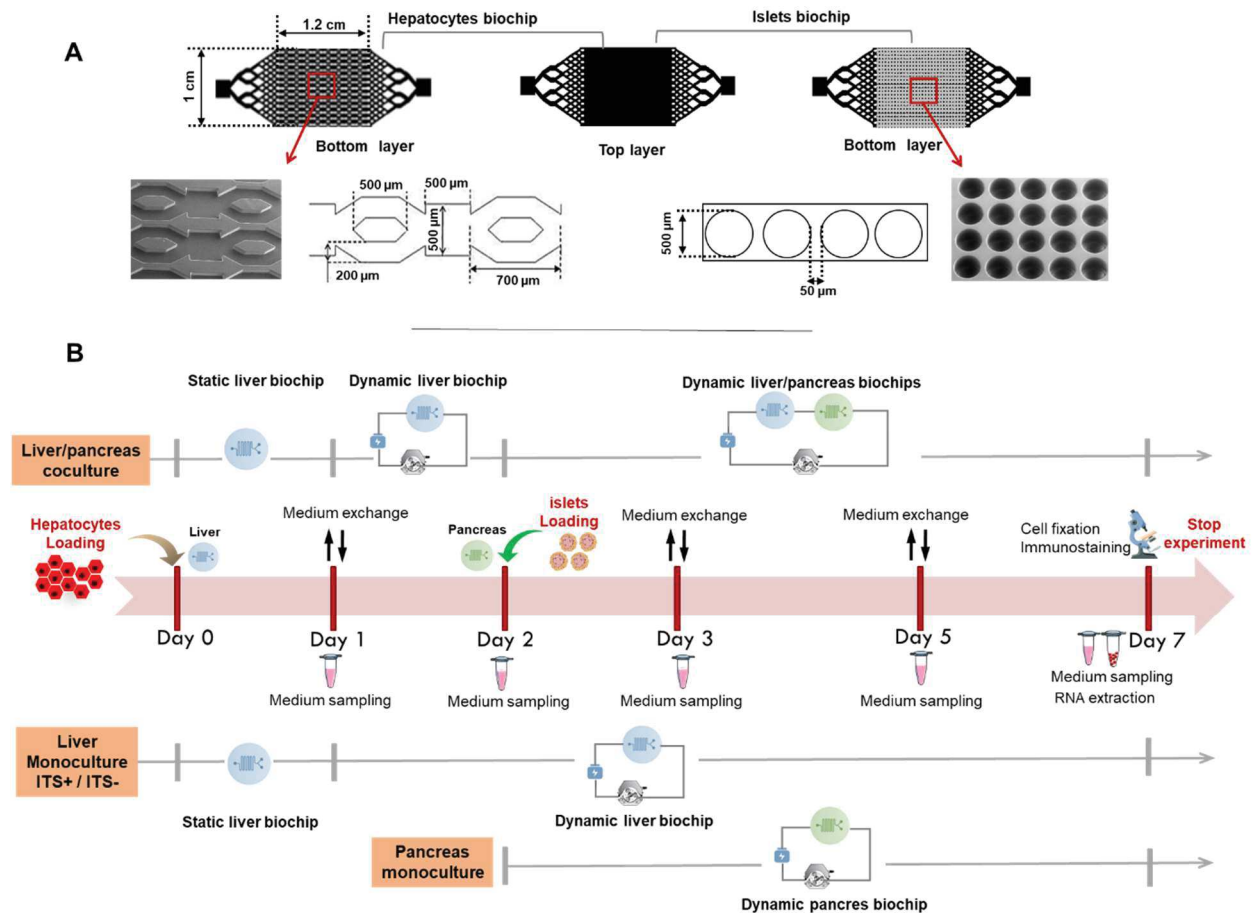 A
1.2 cm
Hepatocytes biochip
Islets biochip
1 cm
Bottom layer
Top layer
Bottom layer
500 µm
500 µm
500 µm
200 µm
700 µm
500 µm
50 µm
B
Static liver biochip
Dynamic liver biochip
Dynamic liver/pancreas biochips
Liver/pancreas
coculture
Hepatocytes
Loading
Liver
Medium exchange
Pancreas
islets
Loading
Medium exchange
Medium exchange
Cell fixation
Immunostaining
Stop
experiment
Day 0
Day 1
Day 2
Day 3
Day 5
Day 7
Medium sampling
Medium sampling
Medium sampling
Medium sampling
Medium sampling
RNA extraction
Liver
Monoculture
ITS+ / ITS-
Static liver biochip
Dynamic liver biochip
Pancreas
monoculture
Dynamic pancres biochip